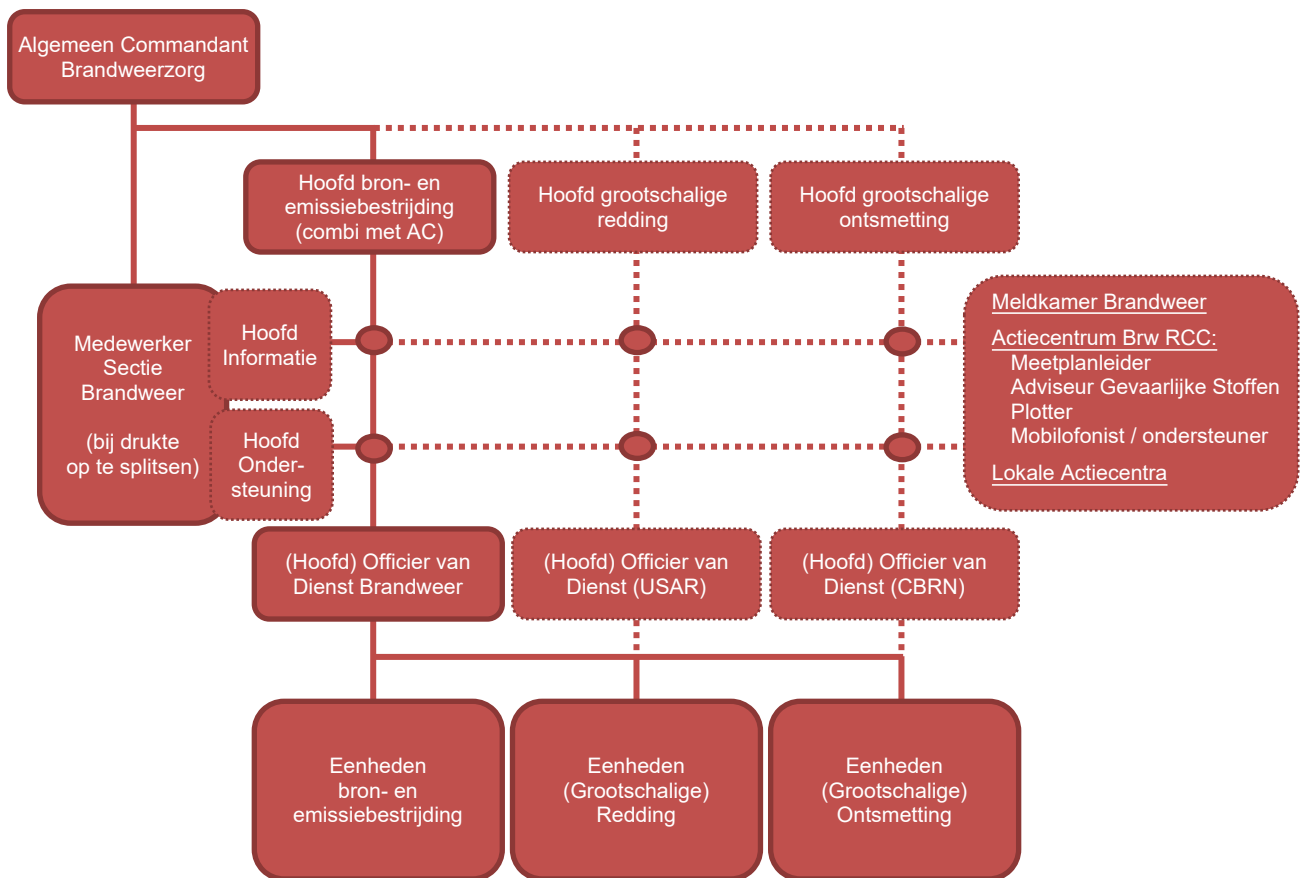 Algemeen Commandant
Brandweerzorg
Hoofd bron- en
emissiebestrijding
(combi met AC)
Hoofd grootschalige
redding
Hoofd grootschalige
ontsmetting
Medewerker
Sectie
Brandweer
(bij drukte
op te splitsen)
Hoofd
Informatie
Hoofd
Onder-
steuning
Meldkamer Brandweer
Actiecentrum Brw RCC:
Meetplanleider
Adviseur Gevaarlijke Stoffen
Plotter
Mobilofonist / ondersteuner
Lokale Actiecentra
(Hoofd) Officier van
Dienst Brandweer
(Hoofd) Officier van
Dienst (USAR)
(Hoofd) Officier van
Dienst (CBRN)
Eenheden
bron- en
emissiebestrijding
Eenheden
(Grootschalige)
Redding
Eenheden
(Grootschalige)
Ontsmetting